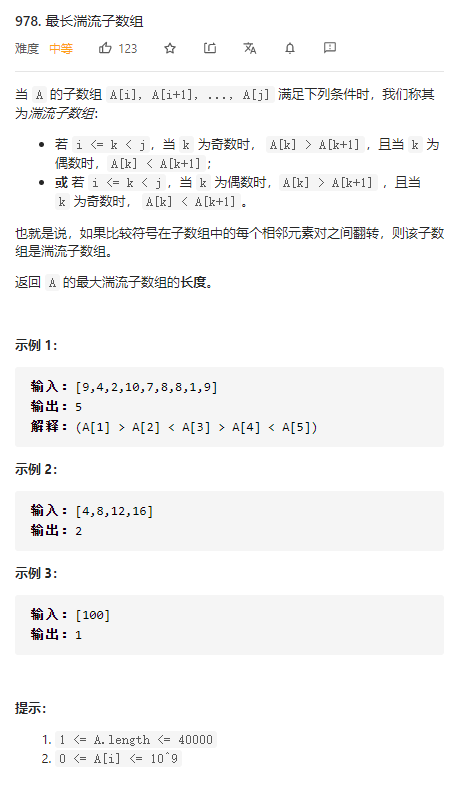 978. 最长湍流子数组
难度 中等 123
当 A 的子数组 A[i], A[i+1], ..., A[j] 满足下列条件时，我们称其
为湍流子数组：
若 i <= k < j，当 k 为奇数时， A[k] > A[k+1]，且当 k 为
偶数时，A[k] < A[k+1]；
或 若 i <= k < j，当 k 为偶数时，A[k] > A[k+1] ，且当
k 为奇数时， A[k] < A[k+1]。
也就是说，如果比较符号在子数组中的每个相邻元素对之间翻转，则该子数
组是湍流子数组。
返回 A 的最大湍流子数组的长度。
示例 1：
输入：[9,4,2,10,7,8,8,1,9]
输出：5
解释：(A[1] > A[2] < A[3] > A[4] < A[5])
示例 2：
输入：[4,8,12,16]
输出：2
示例 3：
输入：[100]
输出：1
提示：
1. 1 <= A.length <= 40000
2. 0 <= A[i] <= 10^9